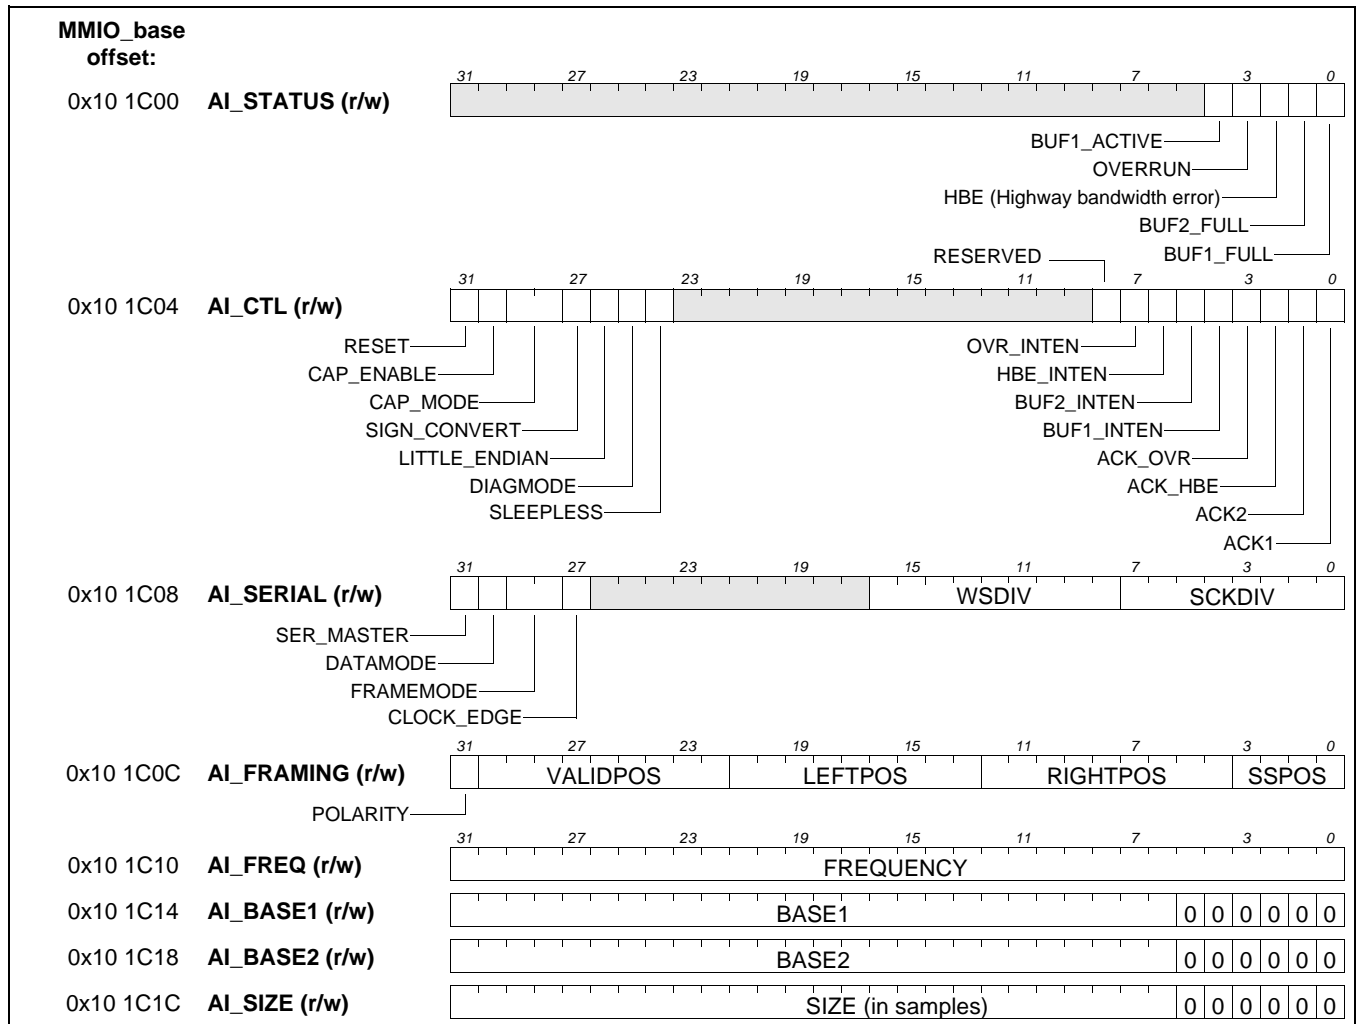 MMIO_base
offset:
31 27 23 19 15 11 7 3 0
0x10 1C00 AI_STATUS (r/w)
BUF1_ACTIVE
OVERRUN
HBE (Highway bandwidth error)
BUF2_FULL
BUF1_FULL
RESERVED
31 27 23 19 15 11 7 3 0
0x10 1C04 AI_CTL (r/w)
RESET OVR_INTEN
CAP_ENABLE HBE_INTEN
CAP_MODE BUF2_INTEN
SIGN_CONVERT BUF1_INTEN
LITTLE_ENDIAN ACK_OVR
DIAGMODE ACK_HBE
SLEEPLESS ACK2
ACK1
31 27 23 19 15 11 7 3 0
0x10 1C08 AI_SERIAL (r/w) WSDIV SCKDIV
SER_MASTER
DATAMODE
FRAMEMODE
CLOCK_EDGE
31 27 23 19 15 11 7 3 0
0x10 1C0C AI_FRAMING (r/w) VALIDPOS LEFTPOS RIGHTPOS SSPOS
POLARITY
31 27 23 19 15 11 7 3 0
0x10 1C10 AI_FREQ (r/w) FREQUENCY
0x10 1C14 AI_BASE1 (r/w) BASE1 0 0 0 0 0 0
0x10 1C18 AI_BASE2 (r/w) BASE2 0 0 0 0 0 0
0x10 1C1C AI_SIZE (r/w) SIZE (in samples) 0 0 0 0 0 0